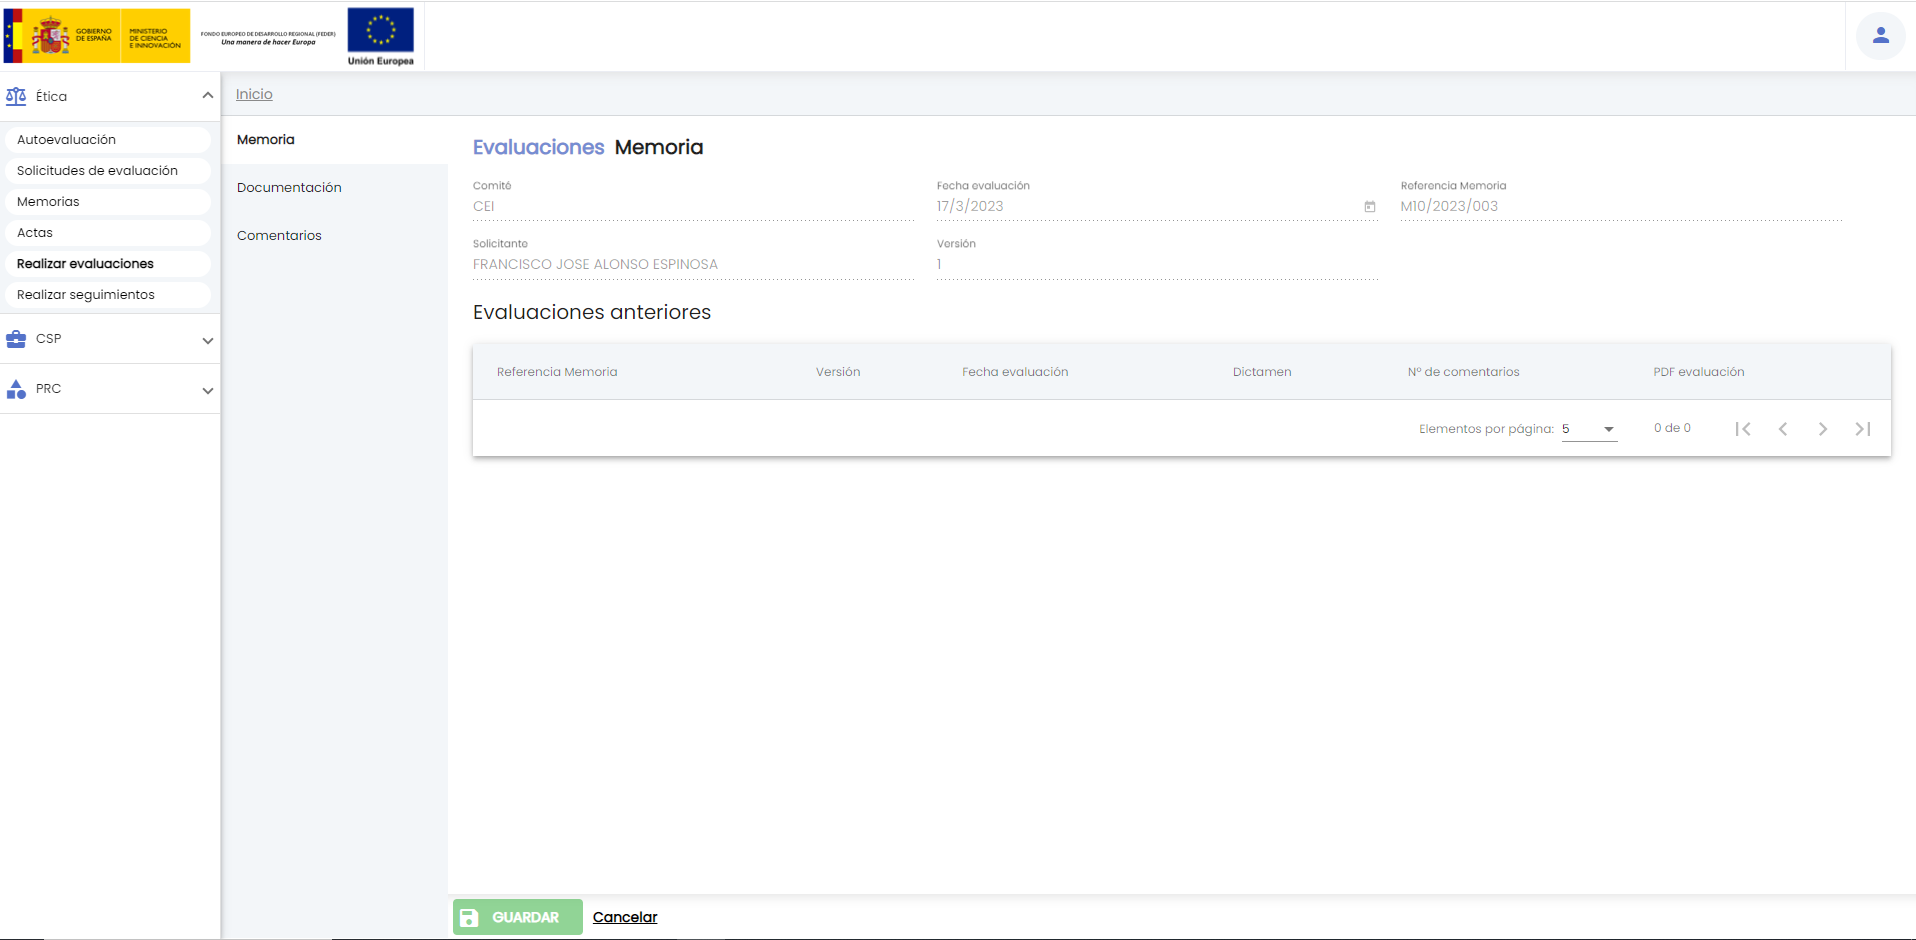 GOBIERNO
DE ESPAÑA
MINISTERIO
DE CIENCIA
E INNOVACIÓN
FONDO EUROPEO DE DESARROLLO REGIONAL (FEDER)
Una manera de hacer Europa
Unión Europea
Ética
Autoevaluación
Solicitudes de evaluación
Memorias
Actas
Realizar evaluaciones
Realizar seguimientos
CSP
PRC
Inicio
Memoria
Documentación
Comentarios
Evaluaciones Memoria
Comité
CEI
Fecha evaluación
17/3/2023
Referencia Memoria
M10/2023/003
Solicitante
FRANCISCO JOSE ALONSO ESPINOSA
Versión
1
Evaluaciones anteriores
Referencia Memoria Versión Fecha evaluación Dictamen Nº de comentarios PDF evaluación
Elementos por página: 5 0 de 0
GUARDAR Cancelar